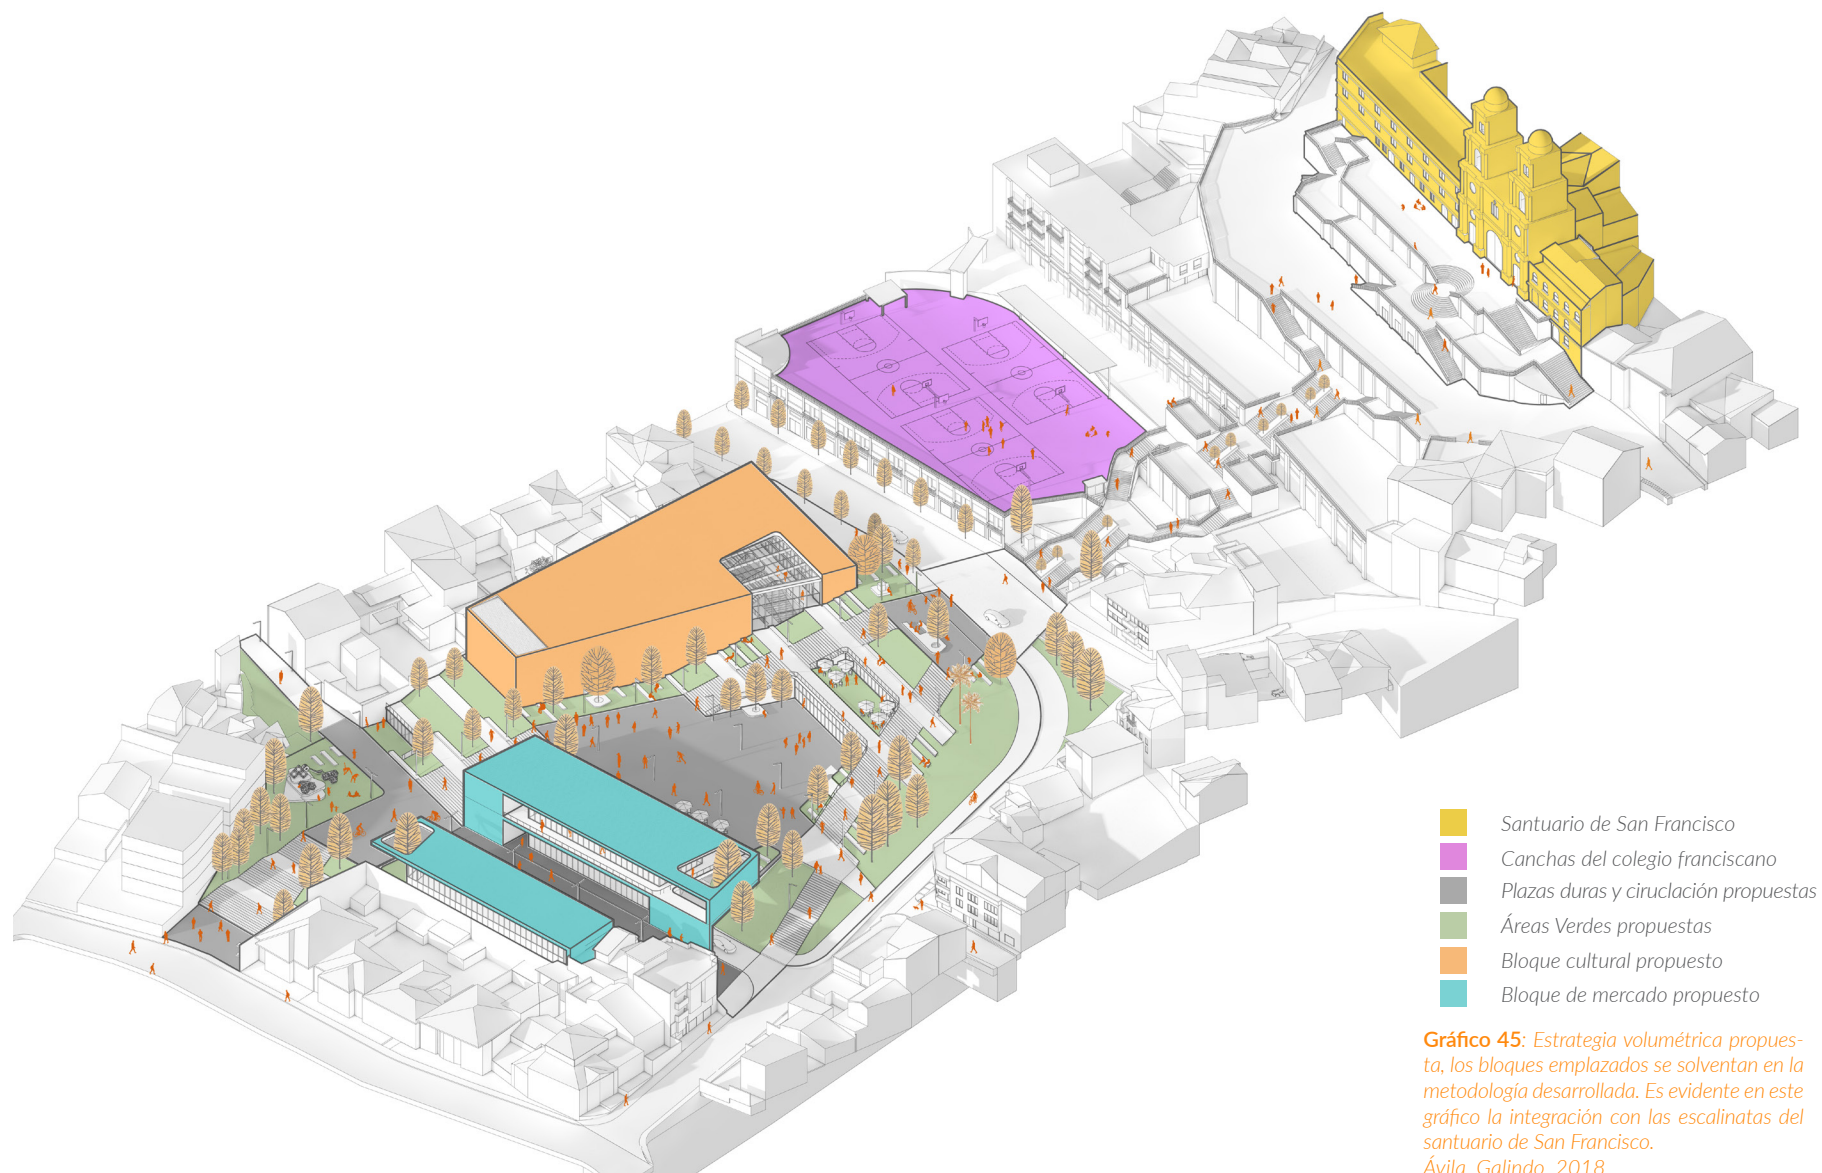 Santuario de San Francisco
Canchas del colegio franciscano
Plazas duras y ciruclación propuestas
Áreas Verdes propuestas
Bloque cultural propuesto
Bloque de mercado propuesto
Gráfico 45: Estrategia volumétrica propues-
ta, los bloques emplazados se solventan en la
metodología desarrollada. Es evidente en este
gráfico la integración con las escalinatas del
santuario de San Francisco.
Ávila, Galindo, 2018